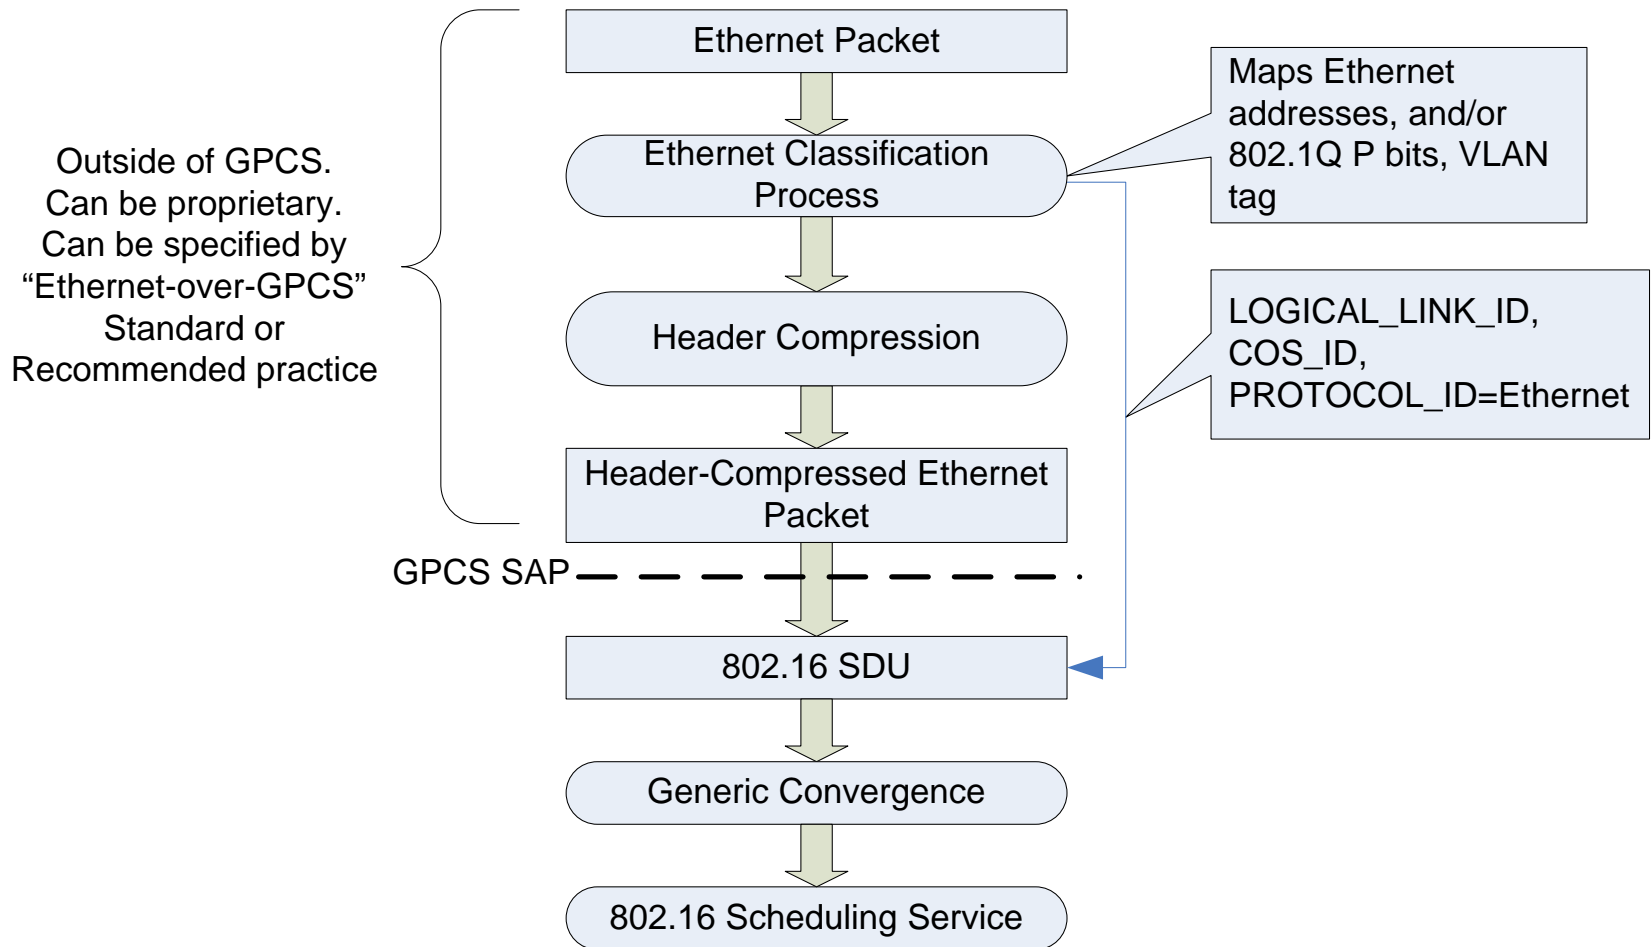 Ethernet Packet
Maps Ethernet
addresses, and/or
802.1Q P bits, VLAN
tag
Ethernet Classification
Process
Outside of GPCS.
Can be proprietary.
Can be specified by
“Ethernet-over-GPCS”
Standard or
Recommended practice
Header Compression
LOGICAL_LINK_ID,
COS_ID,
PROTOCOL_ID=Ethernet
Header-Compressed Ethernet
Packet
GPCS SAP
802.16 SDU
Generic Convergence
802.16 Scheduling Service